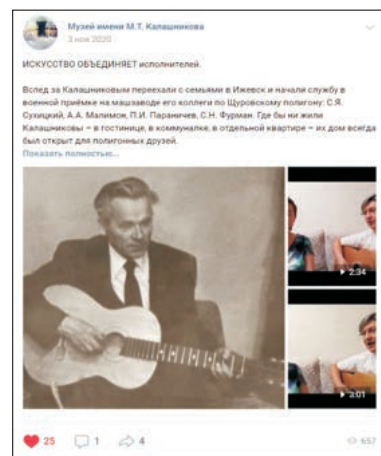 Музей имени М.Т. Калашникова
3 ноя 2020
ИСКУССТВО ОБЪЕДИНЯЕТ исполнителей.
Вслед за Калашниковым переехали с семьями в Ижевск и начали службу в
военной приёмке на машзаводе его коллеги по Щуровскому полигону: С.Я.
Сухицкий, А.А. Малимон, П.И. Параничев, С.Н. Фурман. Где бы ни жили
Калашниковы – в гостинице, в коммуналке, в отдельной квартире – их дом всегда
был открыт для полигонных друзей.
Показать полностью...
2:34
3:01
25 1 4 657